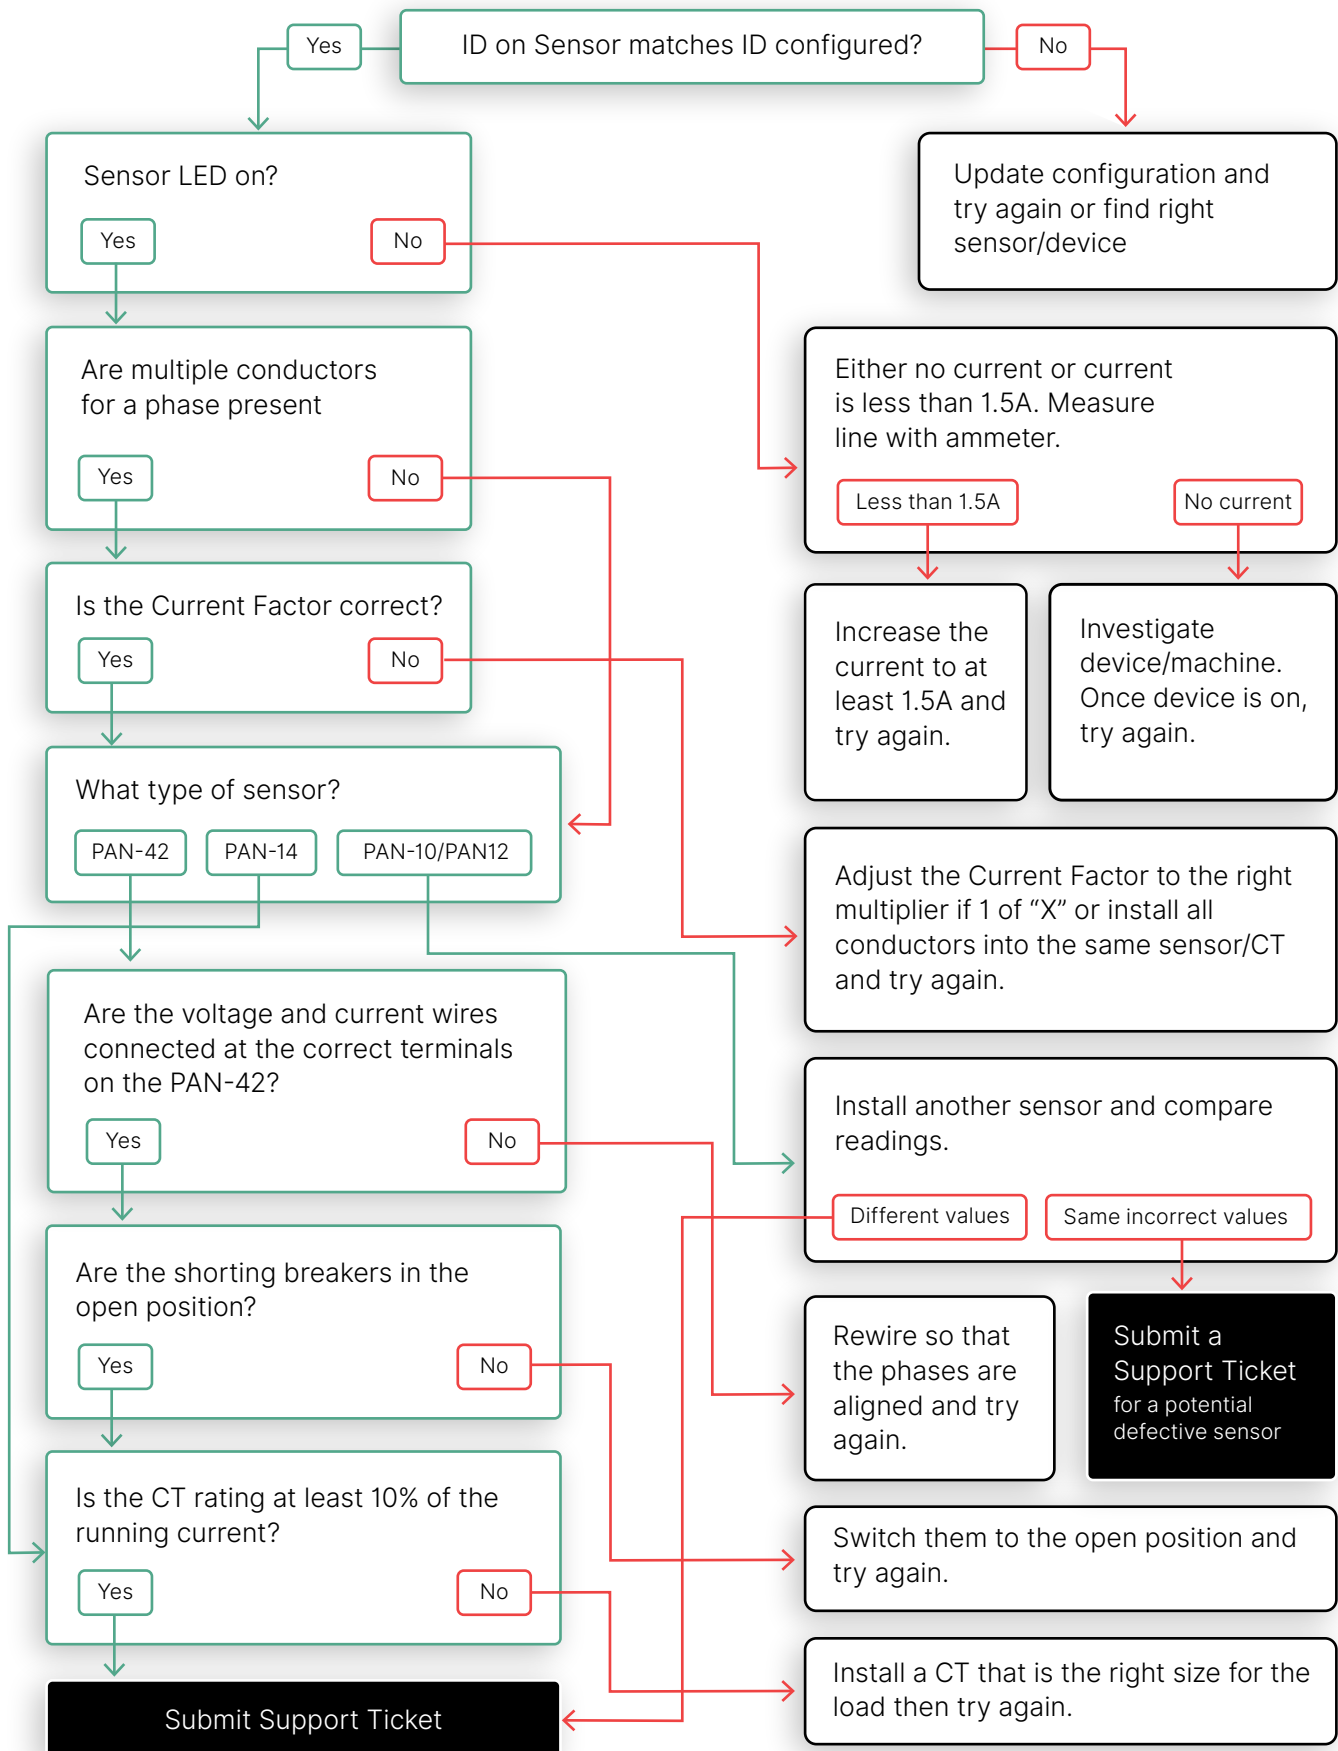 ID on Sensor matches ID configured?
Yes
No
Sensor LED on?
Yes
No
Update configuration and
try again or find right
sensor/device
Are multiple conductors
for a phase present
Yes
No
Either no current or current
is less than 1.5A. Measure
line with ammeter.
Less than 1.5A
No current
Is the Current Factor correct?
Yes
No
Increase the
current to at
least 1.5A and
try again.
Investigate
device/machine.
Once device is on,
try again.
What type of sensor?
PAN-42
PAN-14
PAN-10/PAN12
Adjust the Current Factor to the right
multiplier if 1 of “X” or install all
conductors into the same sensor/CT
and try again.
Are the voltage and current wires
connected at the correct terminals
on the PAN-42?
Yes
No
Install another sensor and compare
readings.
Different values
Same incorrect values
Are the shorting breakers in the
open position?
Yes
No
Rewire so that
the phases are
aligned and try
again.
Submit a
Support Ticket
for a potential
defective sensor
Is the CT rating at least 10% of the
running current?
Yes
No
Switch them to the open position and
try again.
Install a CT that is the right size for the
load then try again.
Submit Support Ticket